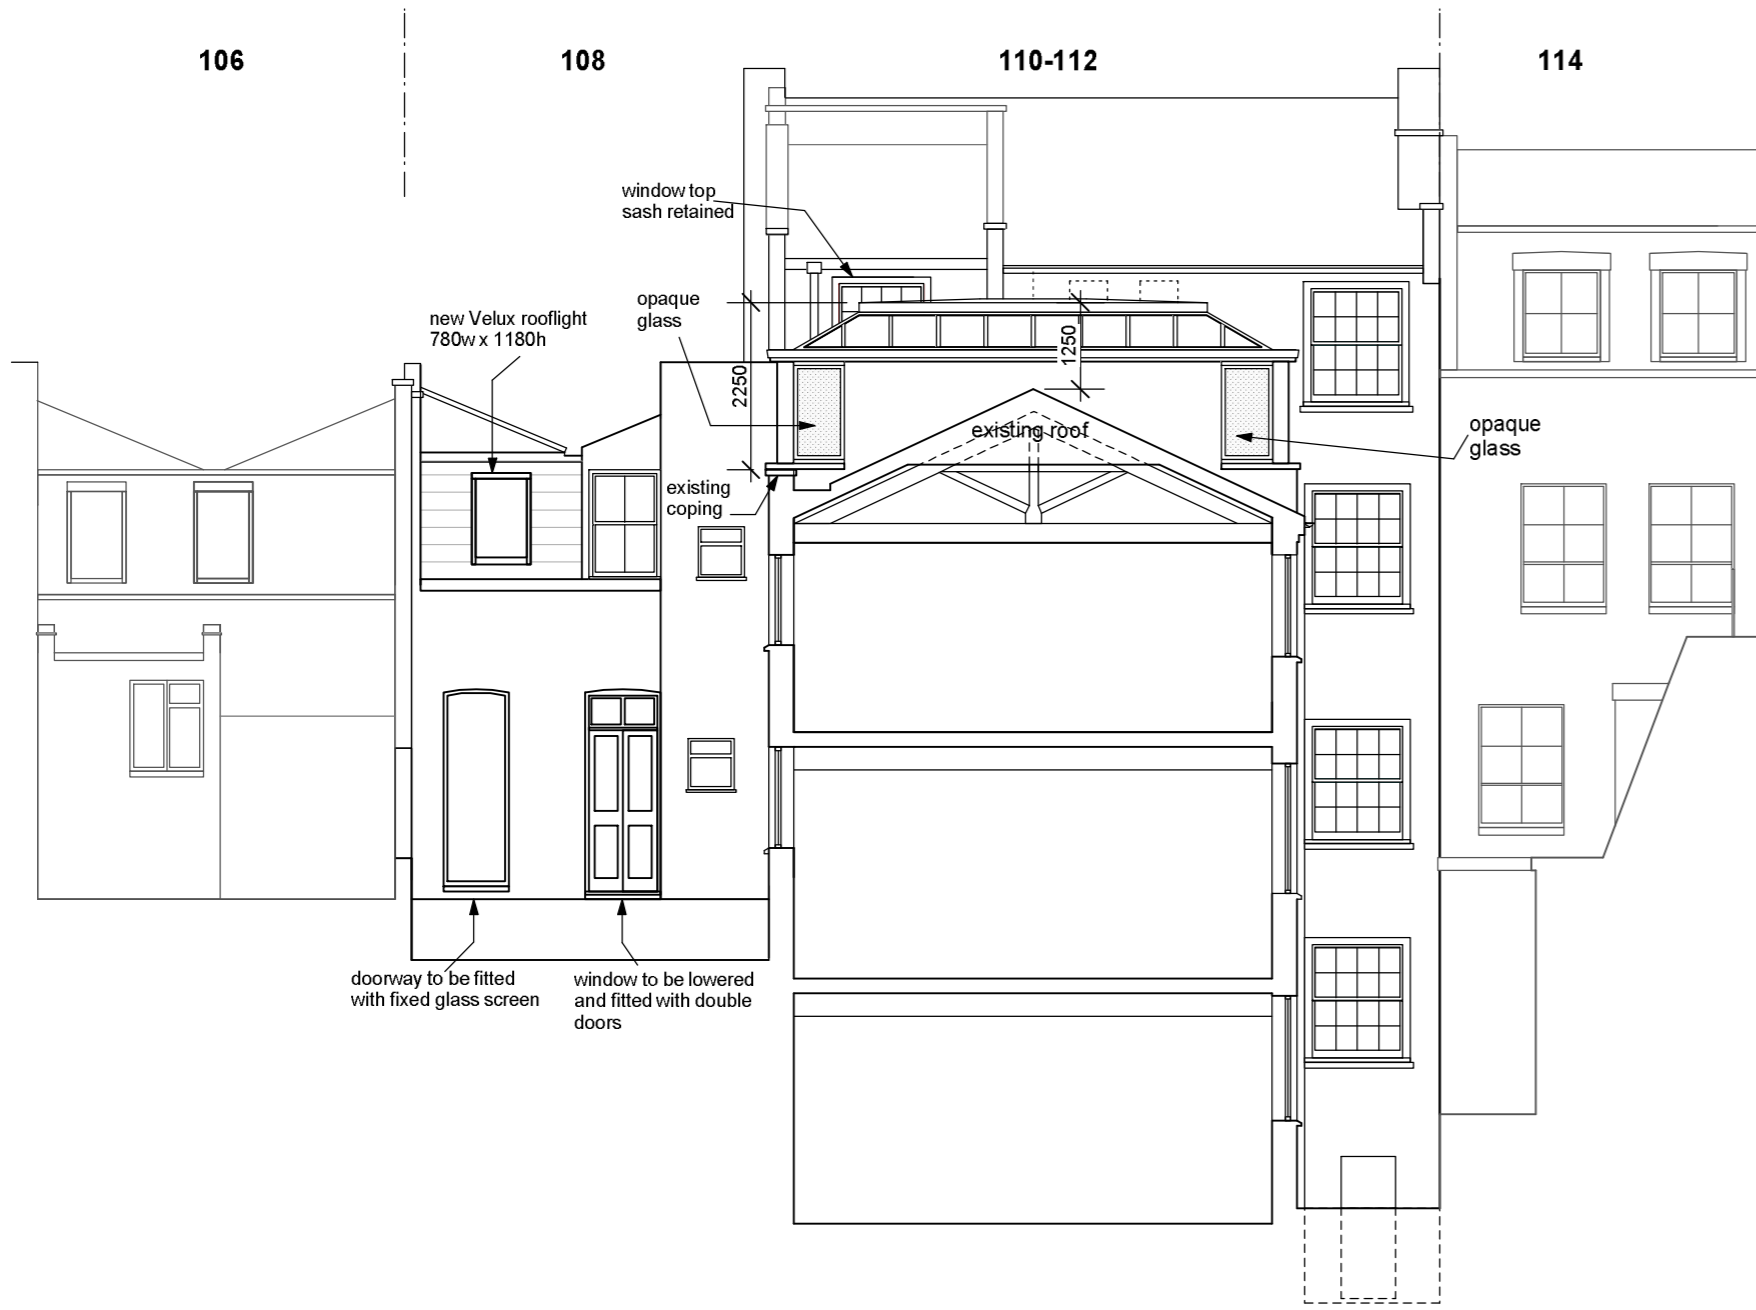 106
108
110-112
114
window top
sash retained
opaque
glass
new Velux rooflight
780w x 1180h
2250
1250
existing roof
opaque
glass
existing
coping
doorway to be fitted
with fixed glass screen
window to be lowered
and fitted with double
doors